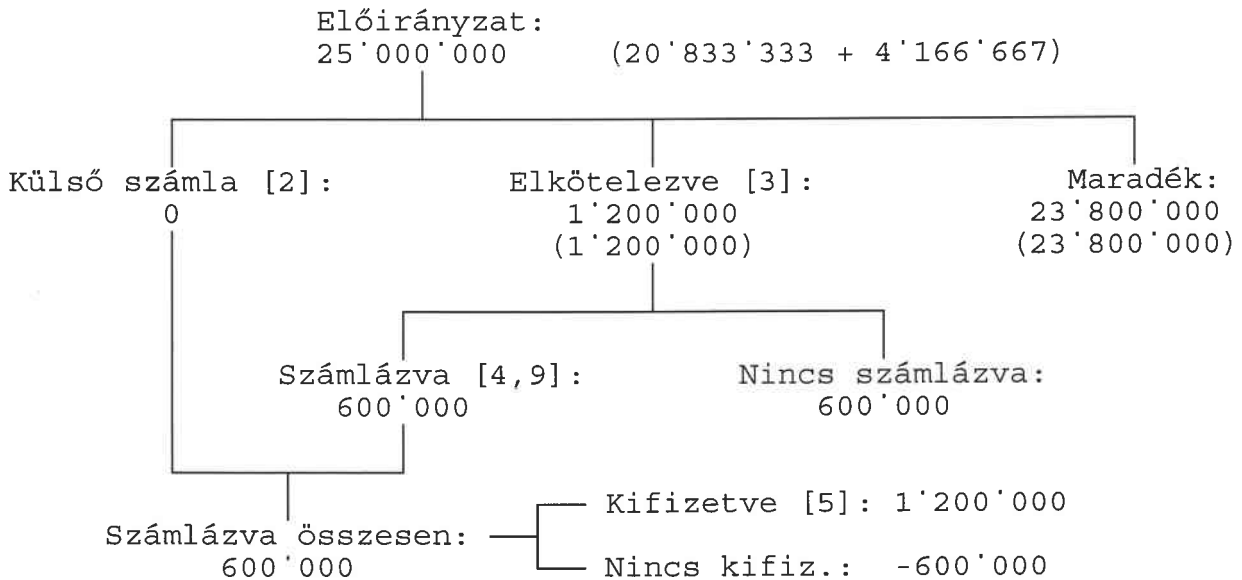 Előirányzat:
25'000'000 (20'833'333 + 4'166'667)
Külső számla [2]: Elkötelezve [3]: Maradék:
0 1'200'000 23'800'000
(1'200'000) (23'800'000)
Számlázva [4,9]: Nincs számlázva:
600'000 600'000
Kifizetve [5]: 1'200'000
Számlázva összesen:
600'000
Nincs kifiz.: -600'000